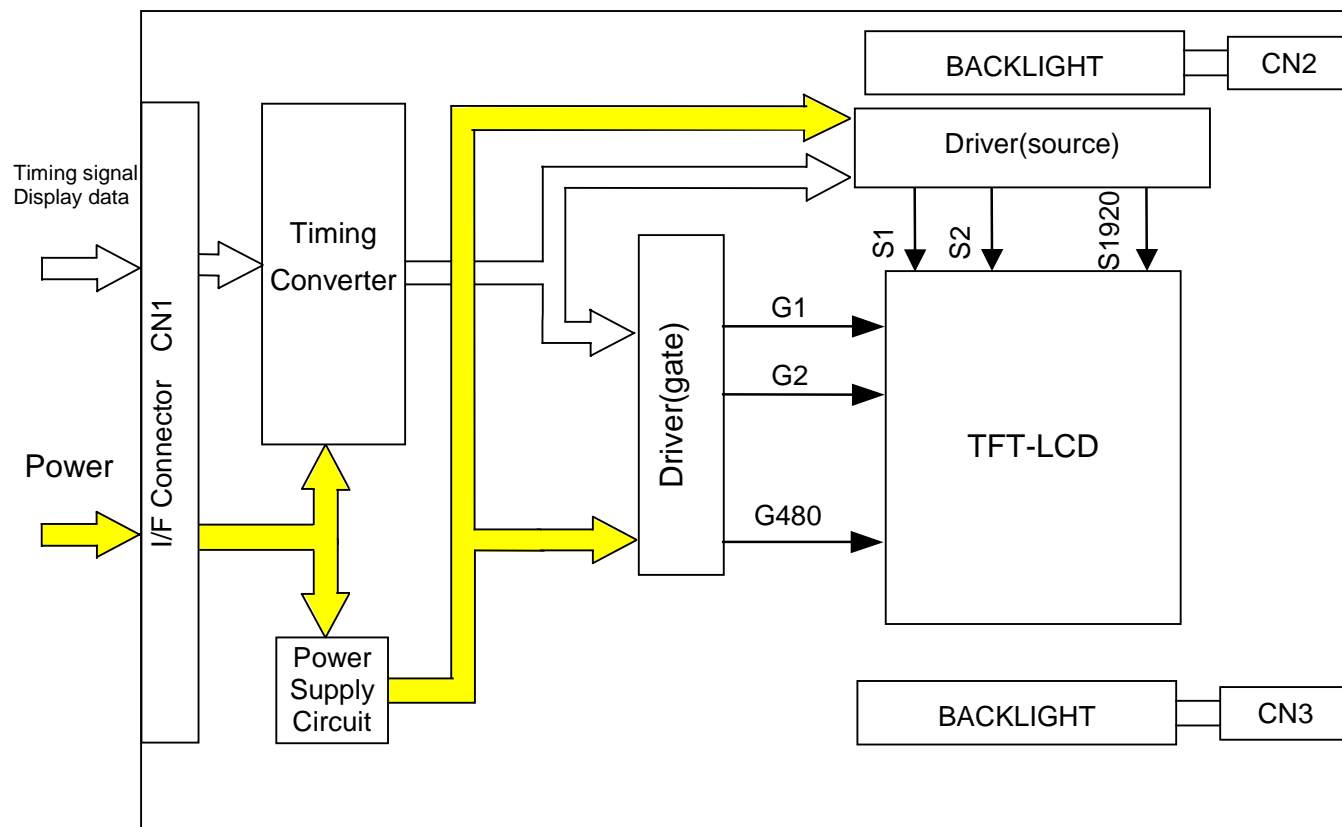 BACKLIGHT
CN2
Driver(source)
Timing signal
Display data
S1
S2
S1920
Timing
Converter
I/F Connector CN1
G1
Driver(gate)
G2
TFT-LCD
Power
G480
Power
Supply
Circuit
BACKLIGHT
CN3